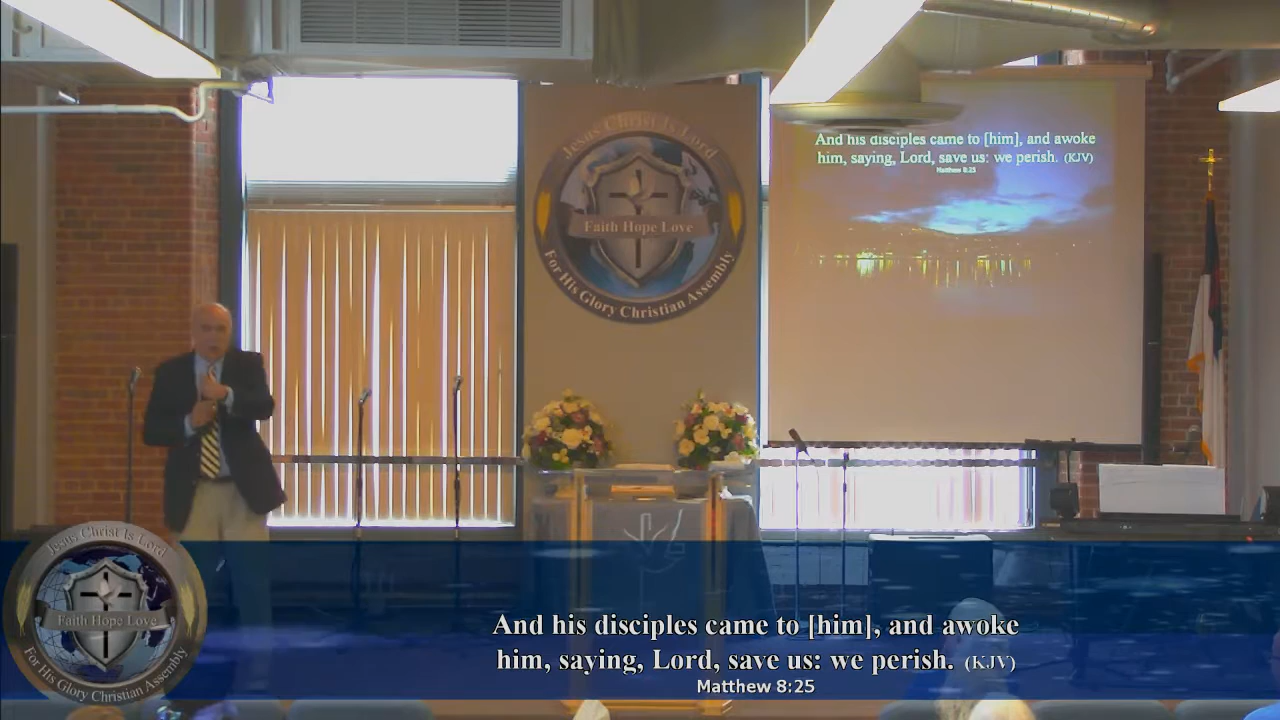 Jesus Christ Is Lord
Faith Hope Love
For His Glory Christian Assembly
And his disciples came to [him], and awoke
him, saying, Lord, save us: we perish. (KJV)
Matthew 8:25
Jesus Christ Is Lord
Faith Hope Love
For His Glory Christian Assembly
And his disciples came to [him], and awoke
him, saying, Lord, save us: we perish. (KJV)
Matthew 8:25